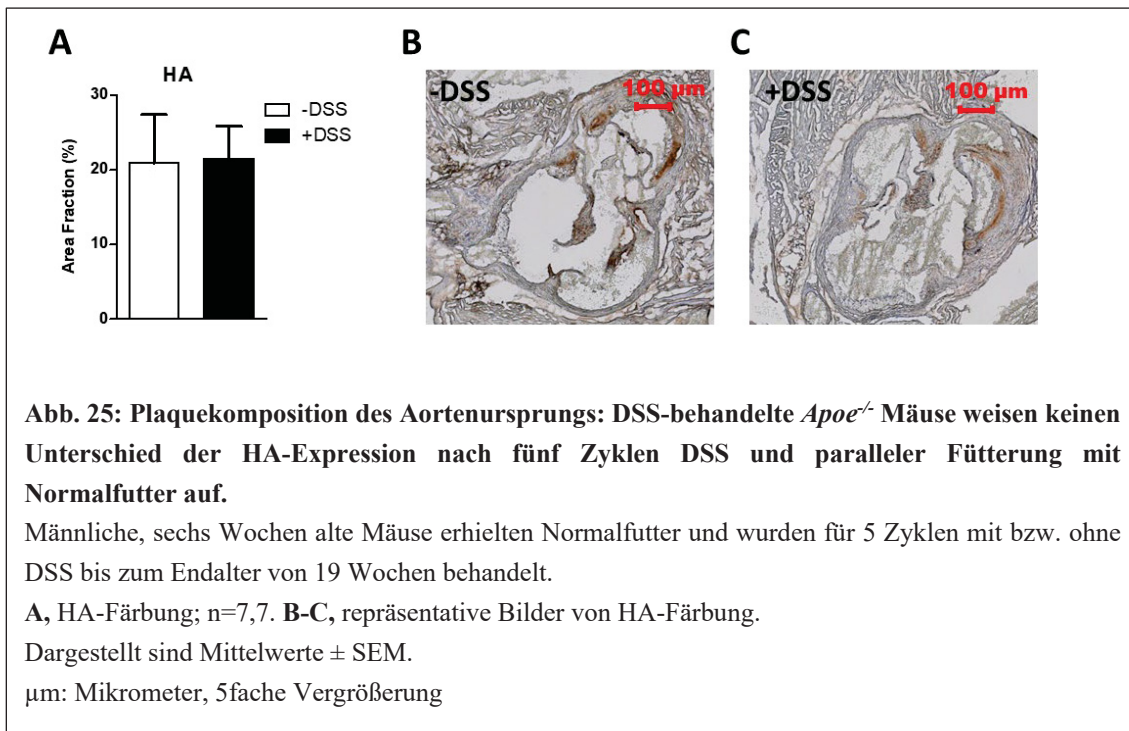 A
B
C
HA
30
20
10
0
Area Fraction (%)
-DSS
+DSS
-DSS
100 µm
+DSS
100 µm
Abb. 25: Plaquekomposition des Aortenursprungs: DSS-behandelte Apoe-/- Mäuse weisen keinen
Unterschied der HA-Expression nach fünf Zyklen DSS und paralleler Fütterung mit
Normalfutter auf.
Männliche, sechs Wochen alte Mäuse erhielten Normalfutter und wurden für 5 Zyklen mit bzw. ohne
DSS bis zum Endalter von 19 Wochen behandelt.
A, HA-Färbung; n=7,7. B-C, repräsentative Bilder von HA-Färbung.
Dargestellt sind Mittelwerte ± SEM.
µm: Mikrometer, 5fache Vergrößerung